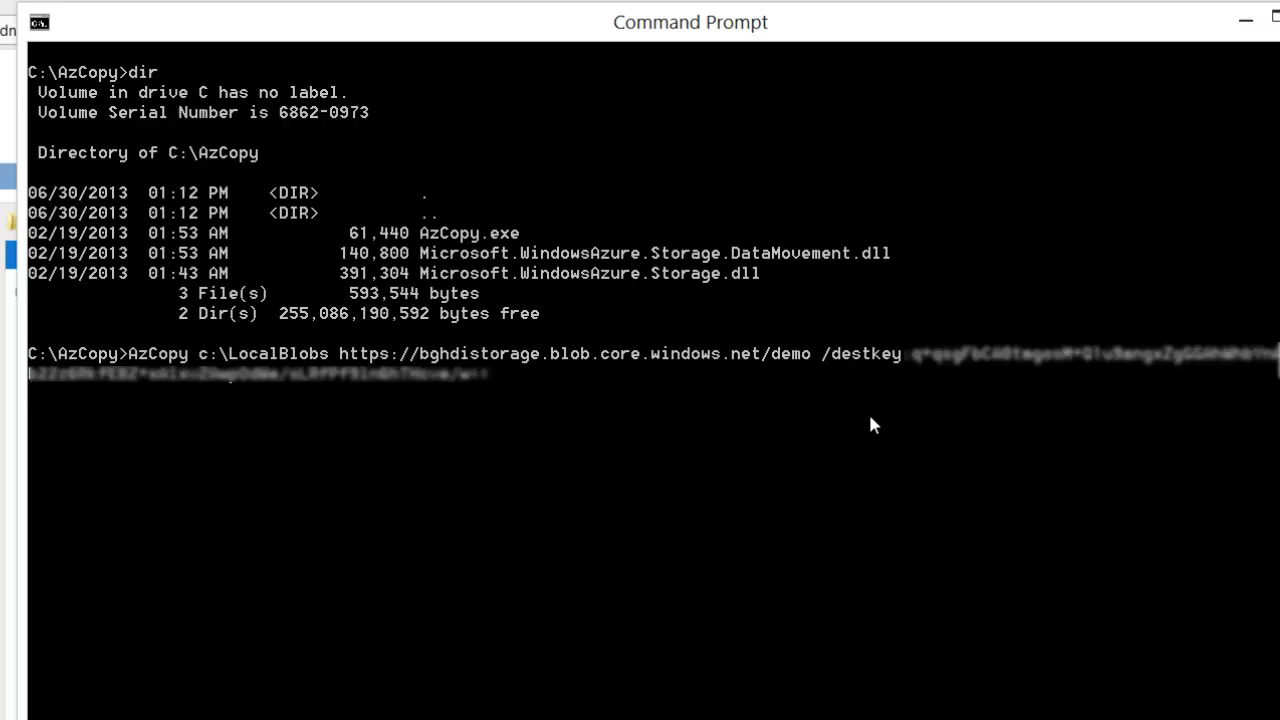 dn
Command Prompt
C:\AzCopy>dir
Volume in drive C has no label.
Volume Serial Number is 6862-0973
Directory of C:\AzCopy
06/30/2013 01:12 PM <DIR> .
06/30/2013 01:12 PM <DIR> ..
02/19/2013 01:53 AM 61,440 AzCopy.exe
02/19/2013 01:53 AM 140,800 Microsoft.WindowsAzure.Storage.DataMovement.dll
02/19/2013 01:43 AM 391,304 Microsoft.WindowsAzure.Storage.dll
3 File(s) 593,544 bytes
2 Dir(s) 255,086,190,592 bytes free
C:\AzCopy>AzCopy c:\LocalBlobs https://bghdistorage.blob.core.windows.net/demo /destkey